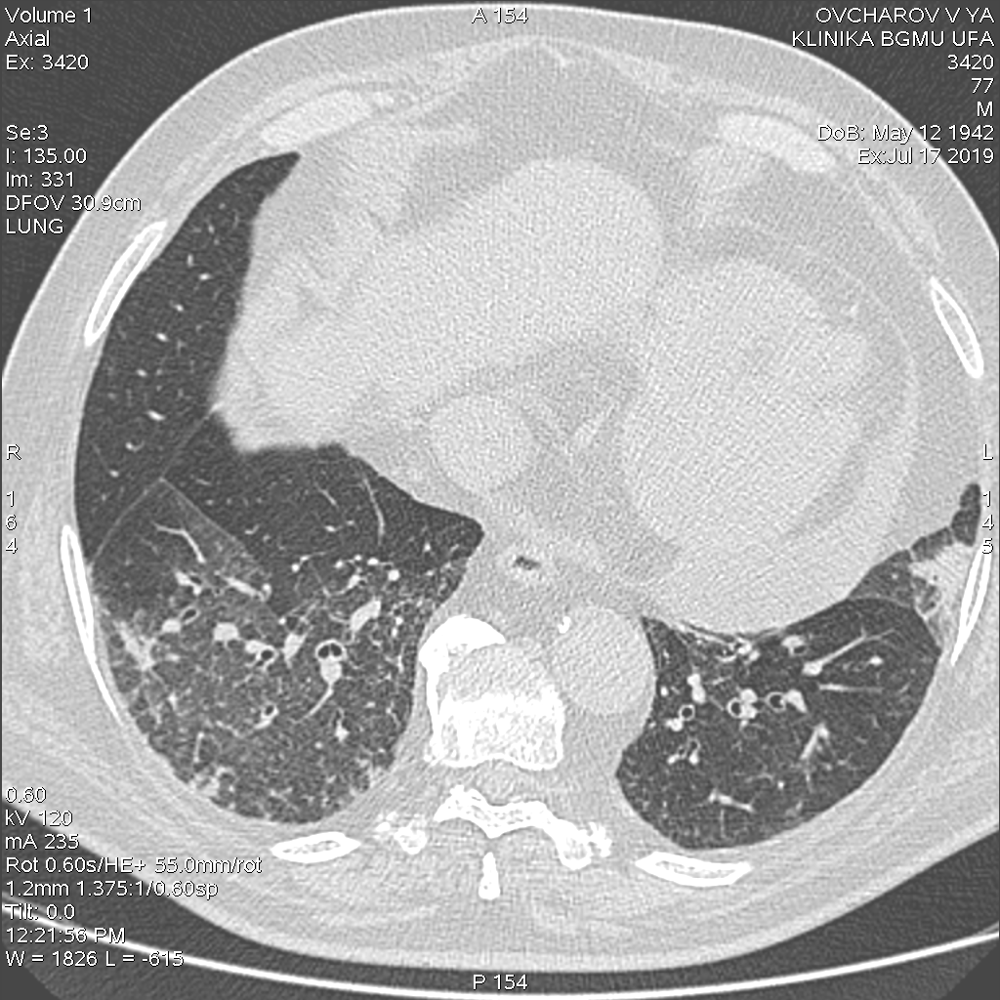 Volume 1
Axial
Ex: 3420
Se:3
I: 135.00
Im: 331
DFOV 30.9cm
LUNG
A 154
OVCHAROV V YA
KLINIKA BGMU UFA
3420
77
M
DoB: May 12 1942
Ex:Jul 17 2019
R
1
6
4
L
1
4
5
0.60
kV 120
mA 235
Rot 0.60s/HE+ 55.0mm/rot
1.2mm 1.375:1/0.60sp
Tilt: 0.0
12:21:56 PM
W = 1826 L = -615
P 154